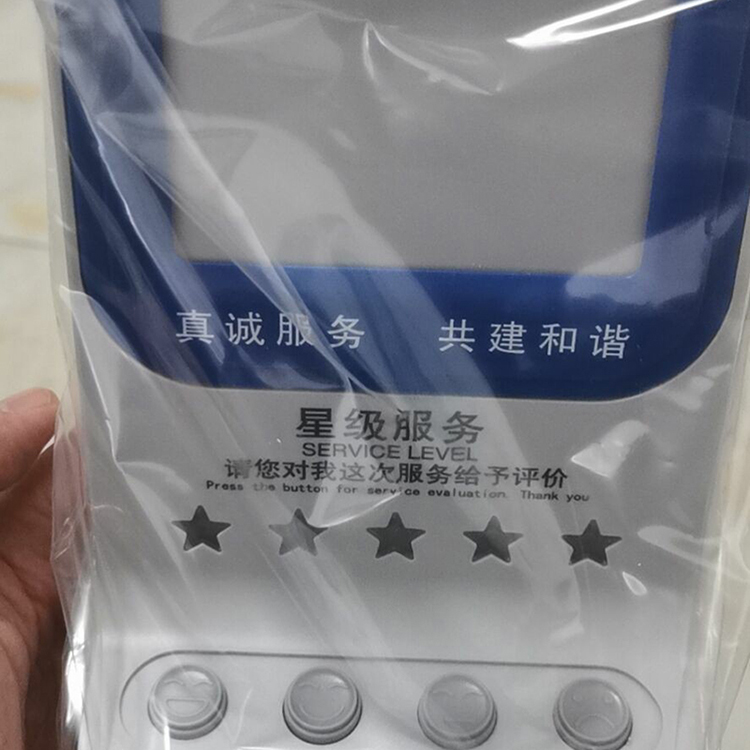 真诚服务 共建和谐
星级服务
SERVICE LEVEL
请您对我这次服务给予评价
Press the button for service evaluation. Thank you